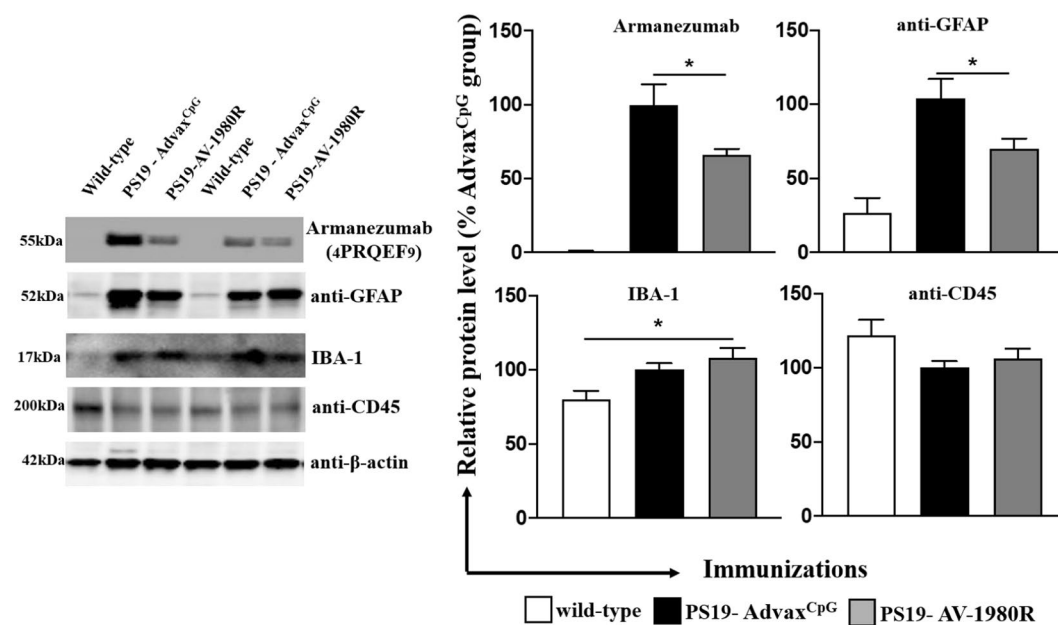 Wild-type
PS19 - Advax^CpG
PS19-AV-1980R
Wild-type
PS19 - Advax^CpG
PS19-AV-1980R
55kDa
Armanezumab
(4PRQEF9)
52kDa
anti-GFAP
17kDa
IBA-1
200kDa
anti-CD45
42kDa
anti-β-actin
Relative protein level (% Advax^CpG group)
Armanezumab
150
100
50
0
*
anti-GFAP
150
100
50
0
*
IBA-1
150
100
50
0
*
anti-CD45
150
100
50
0
Immunizations
wild-type
PS19- Advax^CpG
PS19- AV-1980R